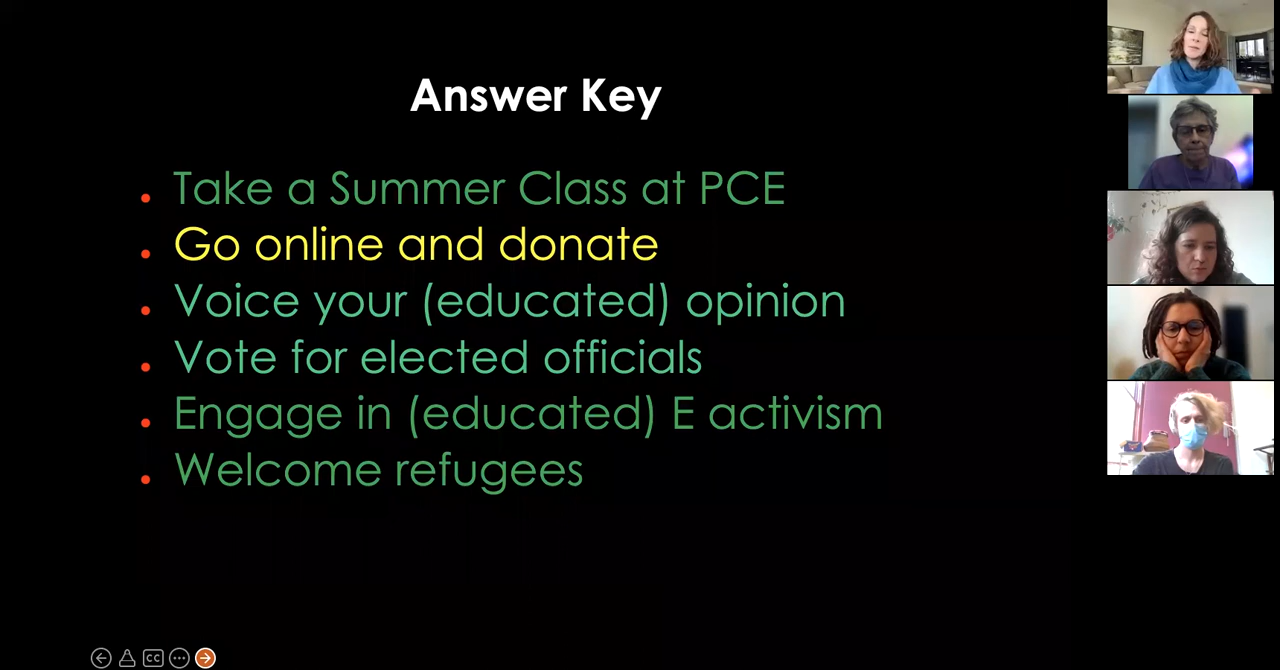 Answer Key
Take a Summer Class at PCE
Go online and donate
Voice your (educated) opinion
Vote for elected officials
Engage in (educated) E activism
Welcome refugees
CC